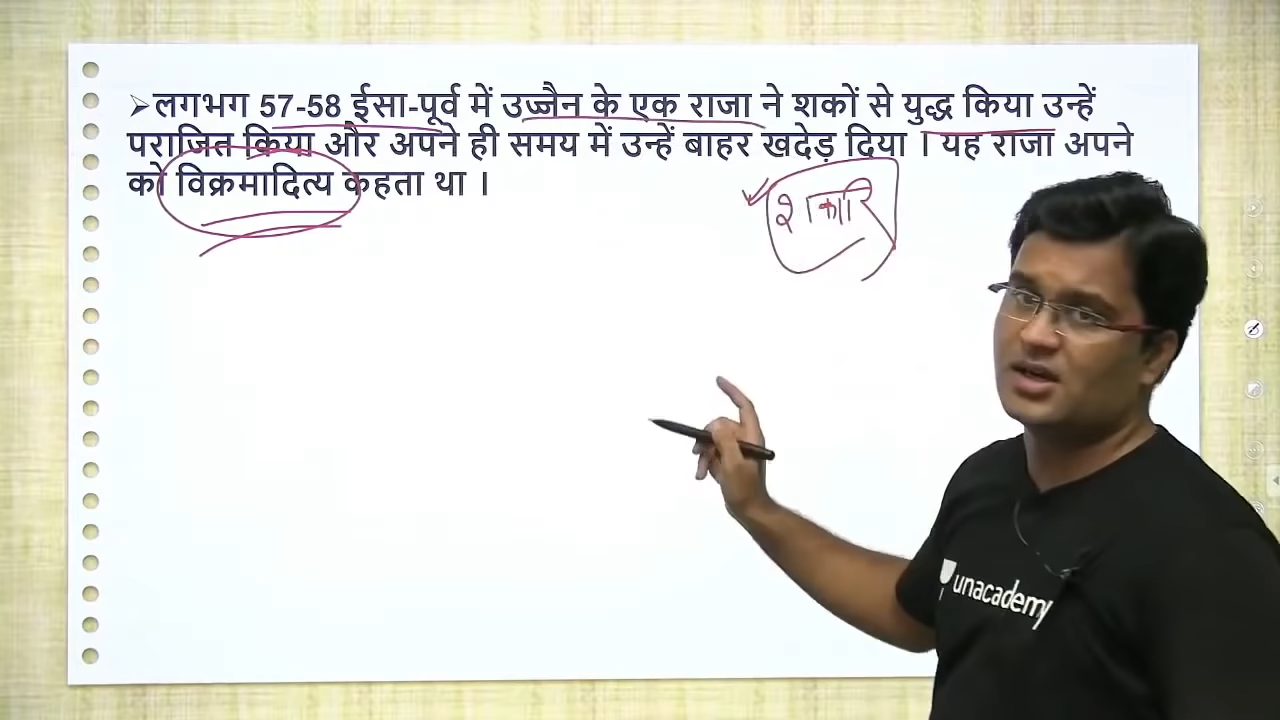 ➢लगभग 57-58 ईसा-पूर्व में उज्जैन के एक राजा ने शकों से युद्ध किया उन्हें
पराजित किया और अपने ही समय में उन्हें बाहर खदेड़ दिया । यह राजा अपने
को विक्रमादित्य कहता था ।
शकारि
unacademy